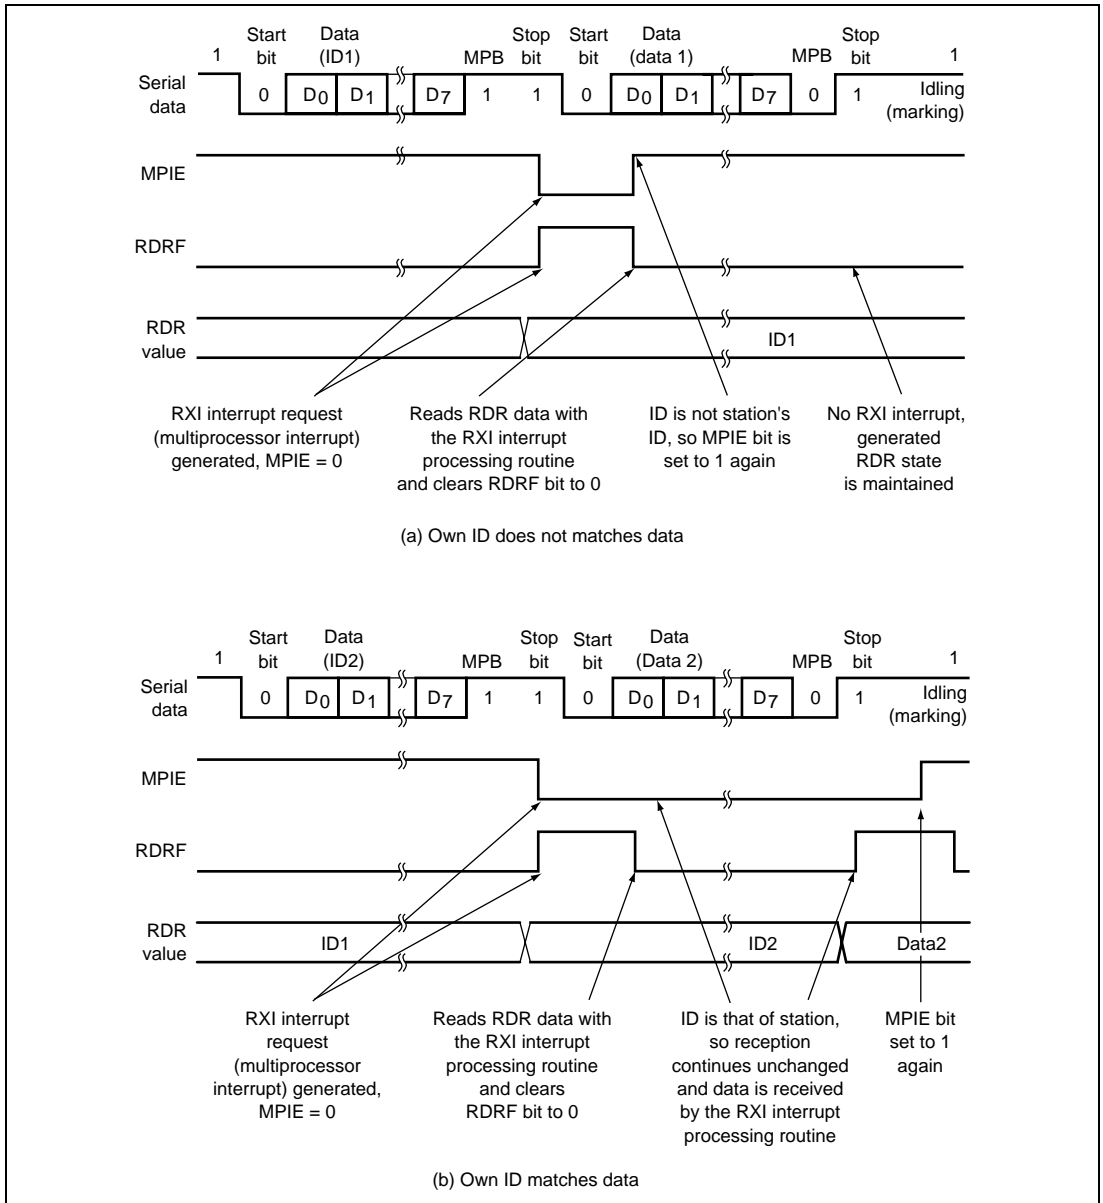 Start Data Stop Start Data Stop
1 bit (ID1) MPB bit bit (data 1) MPB bit 1
Serial data 0 D0 D1 D7 1 1 0 D0 D1 D7 0 1 Idling (marking)
MPIE
RDRF
RDR
value
ID1
RXI interrupt request
(multiprocessor interrupt)
generated, MPIE = 0
Reads RDR data with
the RXI interrupt
processing routine
and clears RDRF bit to 0
ID is not station's
ID, so MPIE bit is
set to 1 again
No RXI interrupt,
generated
RDR state
is maintained
(a) Own ID does not matches data
Start Data Stop Start Data Stop
1 bit (ID2) MPB bit bit (Data 2) MPB bit 1
Serial data 0 D0 D1 D7 1 1 0 D0 D1 D7 0 1 Idling (marking)
MPIE
RDRF
RDR
value
ID1 ID2 Data2
RXI interrupt
request
(multiprocessor
interrupt) generated,
MPIE = 0
Reads RDR data with
the RXI interrupt
processing routine
and clears
RDRF bit to 0
ID is that of station,
so reception
continues unchanged
and data is received
by the RXI interrupt
processing routine
MPIE bit
set to 1
again
(b) Own ID matches data